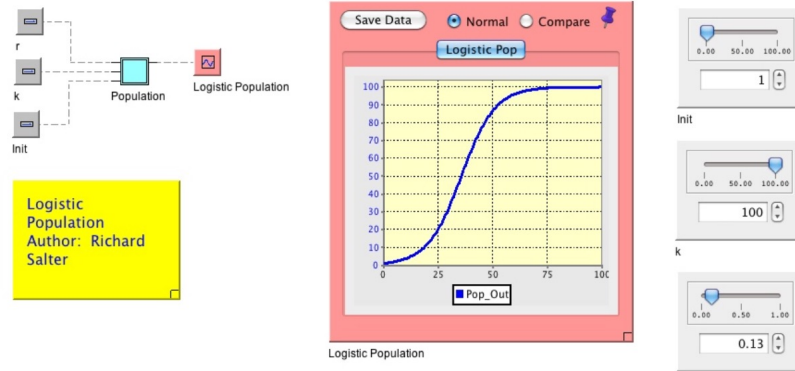 r
k
Init
Population
Logistic Population
Logistic
Population
Author: Richard
Salter
Save Data
Normal
Compare
Logistic Pop
100
90
80
70
60
50
40
30
20
10
0
0 25 50 75 100
Pop_Out
Logistic Population
0.00 50.00 100.00
1
Init
0.00 50.00 100.00
100
k
0.00 0.50 1.00
0.13